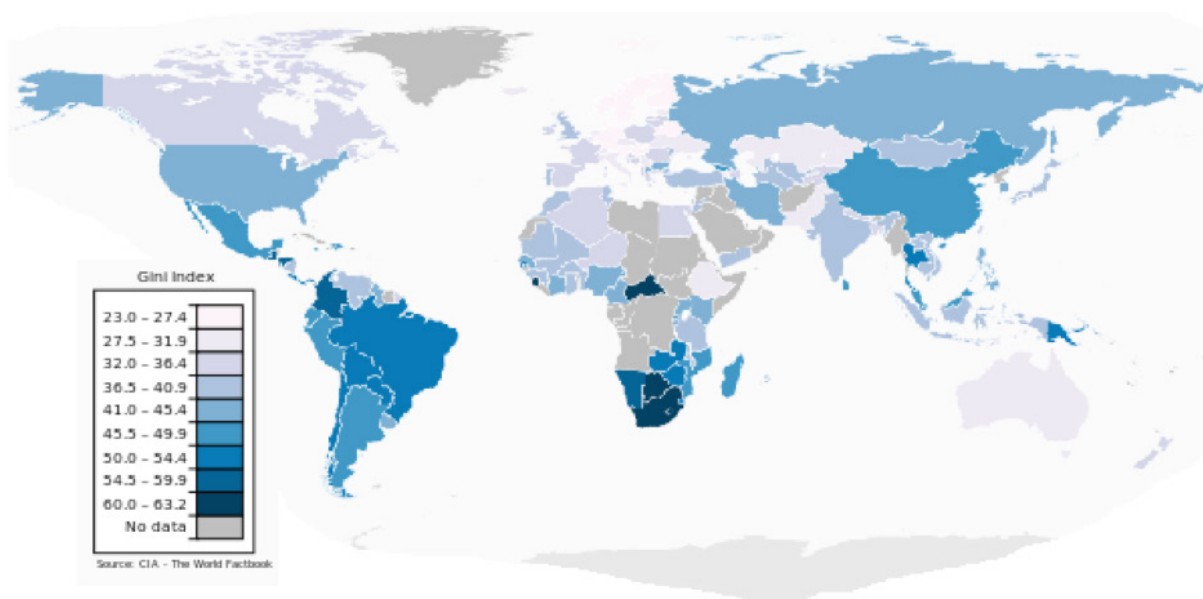 Gini Index
23.0 – 27.4
27.5 – 31.9
32.0 – 36.4
36.5 – 40.9
41.0 – 45.4
45.5 – 49.9
50.0 – 54.4
54.5 – 59.9
60.0 – 63.2
No data
Source: CIA - The World Factbook